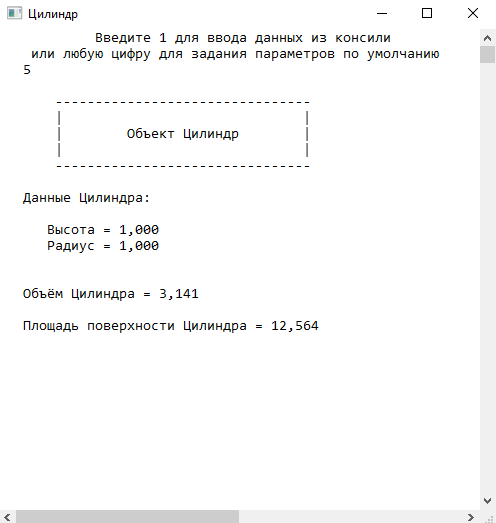 Цилиндр
Введите 1 для ввода данных из консили
или любую цифру для задания параметров по умолчанию
5
--------------------------------
|                              |
|        Объект Цилиндр        |
|                              |
--------------------------------
Данные Цилиндра:
Высота = 1,000
Радиус = 1,000
Объём Цилиндра = 3,141
Площадь поверхности Цилиндра = 12,564